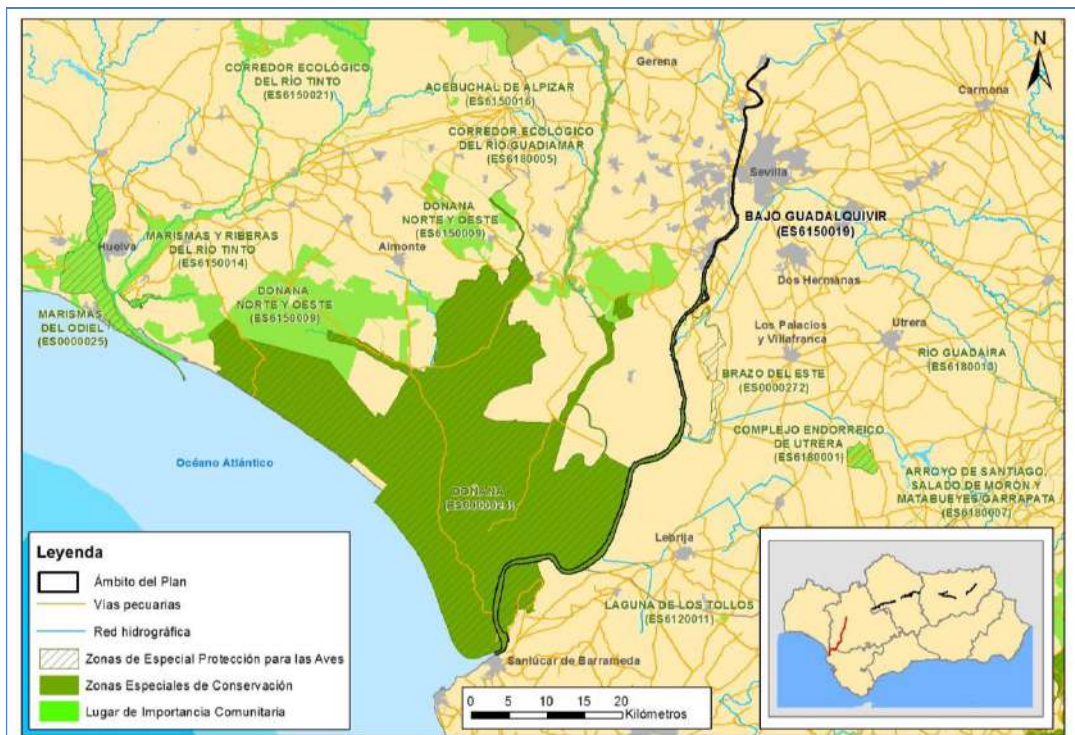 N
Gerena
Carmona
CORREDOR ECOLÓGICO
DEL RÍO TINTO
(ES6150021)
ACEBUCHAL DE ALPIZAR
(ES6150016)
CORREDOR ECOLÓGICO
DEL RÍO GUADIAMAR
(ES6180005)
Sevilla
DOÑANA
NORTE Y OESTE
(ES6150009)
BAJO GUADALQUIVIR
(ES6150019)
Huelva
MARISMAS Y RIBERAS
DEL RÍO TINTO
(ES6150014)
Almonte
Dos Hermanas
DOÑANA
NORTE Y OESTE
(ES6150009)
MARISMAS
DEL ODIEL
(ES0000025)
Los Palacios
y Villafranca
Utrera
RÍO GUADAÍRA
(ES6180013)
BRAZO DEL ESTE
(ES0000272)
COMPLEJO ENDORREICO
DE UTRERA
(ES6180001)
Océano Atlántico
ARROYO DE SANTIAGO,
SALADO DE MORÓN Y
MATABUEYES/GARRAPATA
(ES6180007)
DOÑANA
(ES0000024)
Lebrija
LAGUNA DE LOS TOLLOS
(ES6120011)
Sanlúcar de Barrameda
Leyenda
Ámbito del Plan
Vías pecuarias
Red hidrográfica
Zonas de Especial Protección para las Aves
Zonas Especiales de Conservación
Lugar de Importancia Comunitaria
0 5 10 15 20
Kilómetros